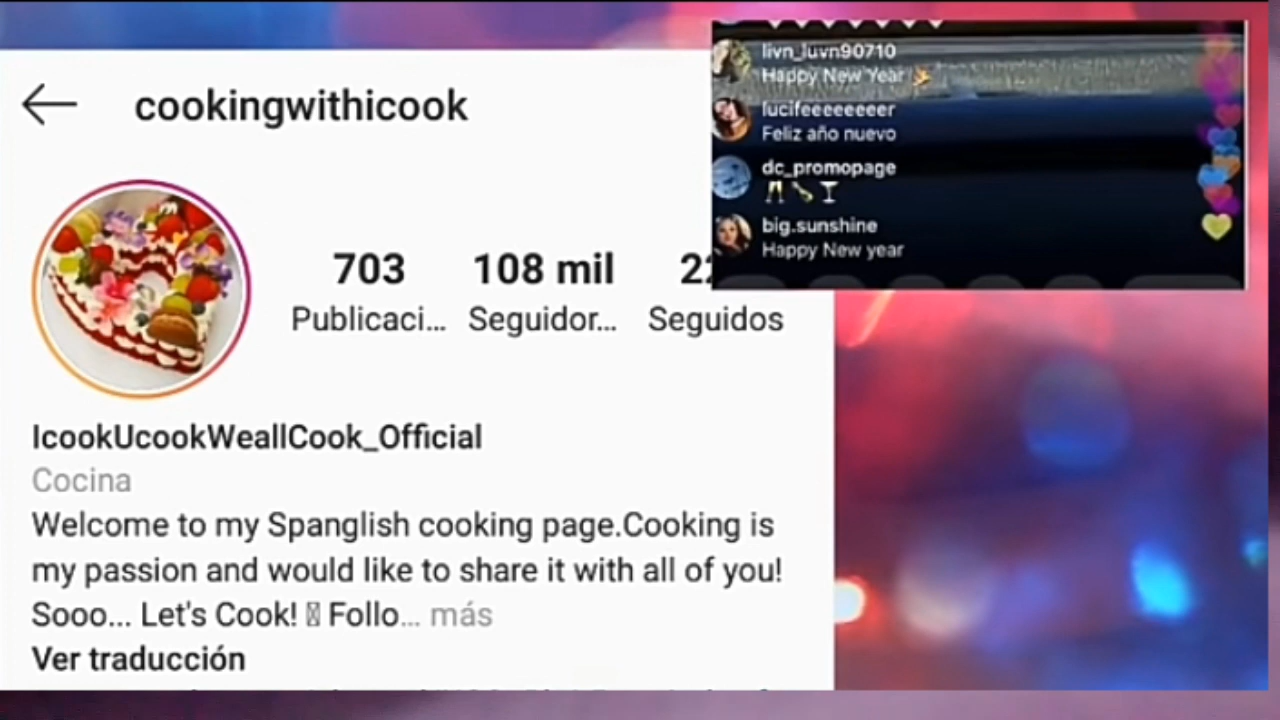 cookingwithicook
703
108 mil
Publicaci...
Seguidor...
Seguidos
IcookUcookWeallCook_Official
Cocina
Welcome to my Spanglish cooking page.Cooking is
my passion and would like to share it with all of you!
Sooo... Let's Cook! Follo... más
Ver traducción
livn_luvn90710
Happy New Year 🎉
lucifeeeeeeeer
Feliz año nuevo
dc_promopage
🥂🍾🍸
big.sunshine
Happy New year